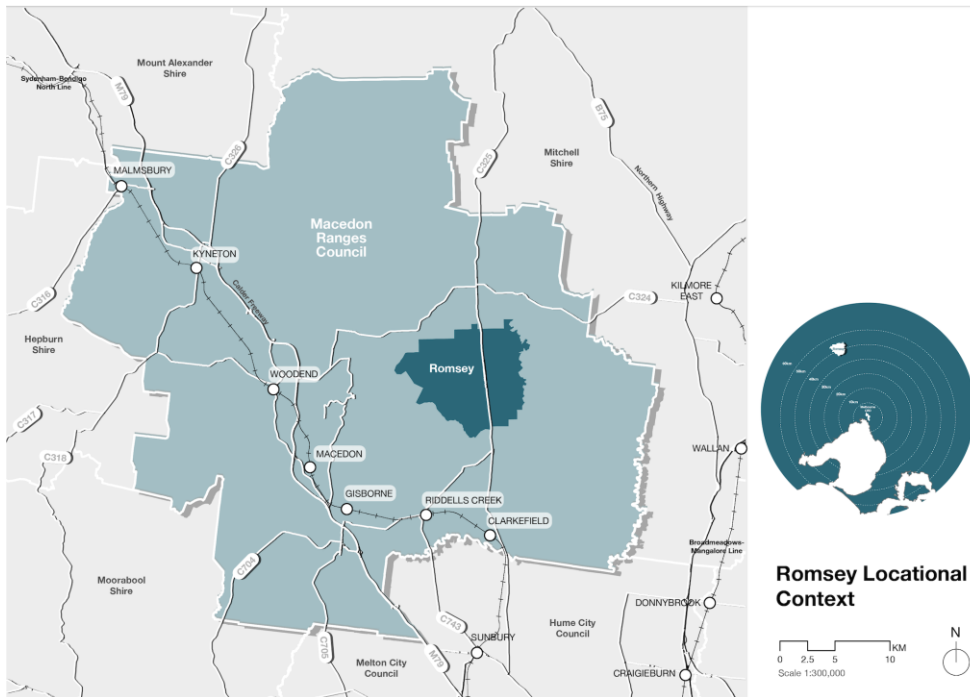 Mount Alexander
Shire
Sydenham-Bendigo
North Line
M79
C326
C325
B75
Mitchell
Shire
Northern Highway
MALMSBURY
Macedon
Ranges
Council
KYNETON
C316
Calder Freeway
C324
KILMORE
EAST
Hepburn
Shire
Romsey
WOODEND
C317
C318
WALLAN
MACEDON
GISBORNE
RIDDELLS CREEK
CLARKEFIELD
Broadmeadows-
Mangalore Line
C704
Moorabool
Shire
DONNYBROOK
C743
Hume City
Council
SUNBURY
C705
M79
Melton City
Council
CRAIGIEBURN
Romsey Locational
Context
KM
0 2.5 5 10
Scale 1:300,000
N